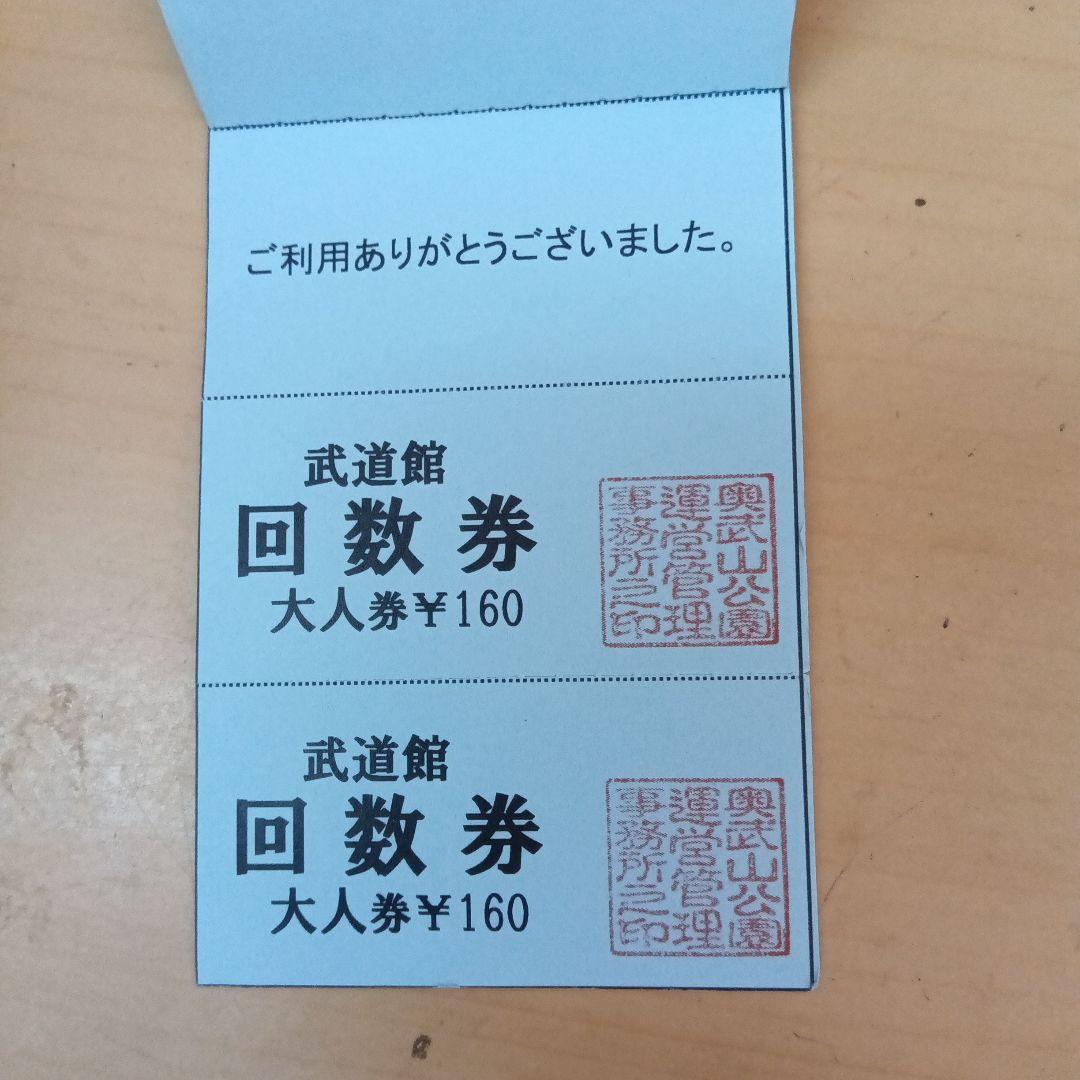 ご利用ありがとうございました。
武道館
回数券
大人券￥160
奥武山公園
運営管理
事務所之印
武道館
回数券
大人券￥160
奥武山公園
運営管理
事務所之印